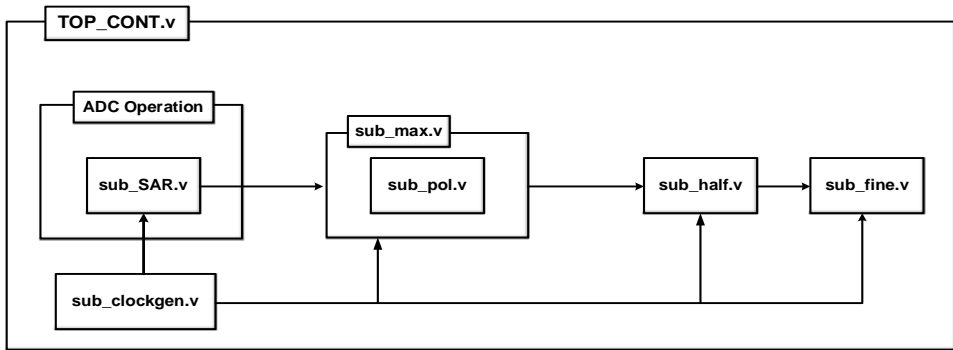 TOP_CONT.v
ADC Operation
sub_SAR.v
sub_max.v
sub_pol.v
sub_half.v
sub_fine.v
sub_clockgen.v